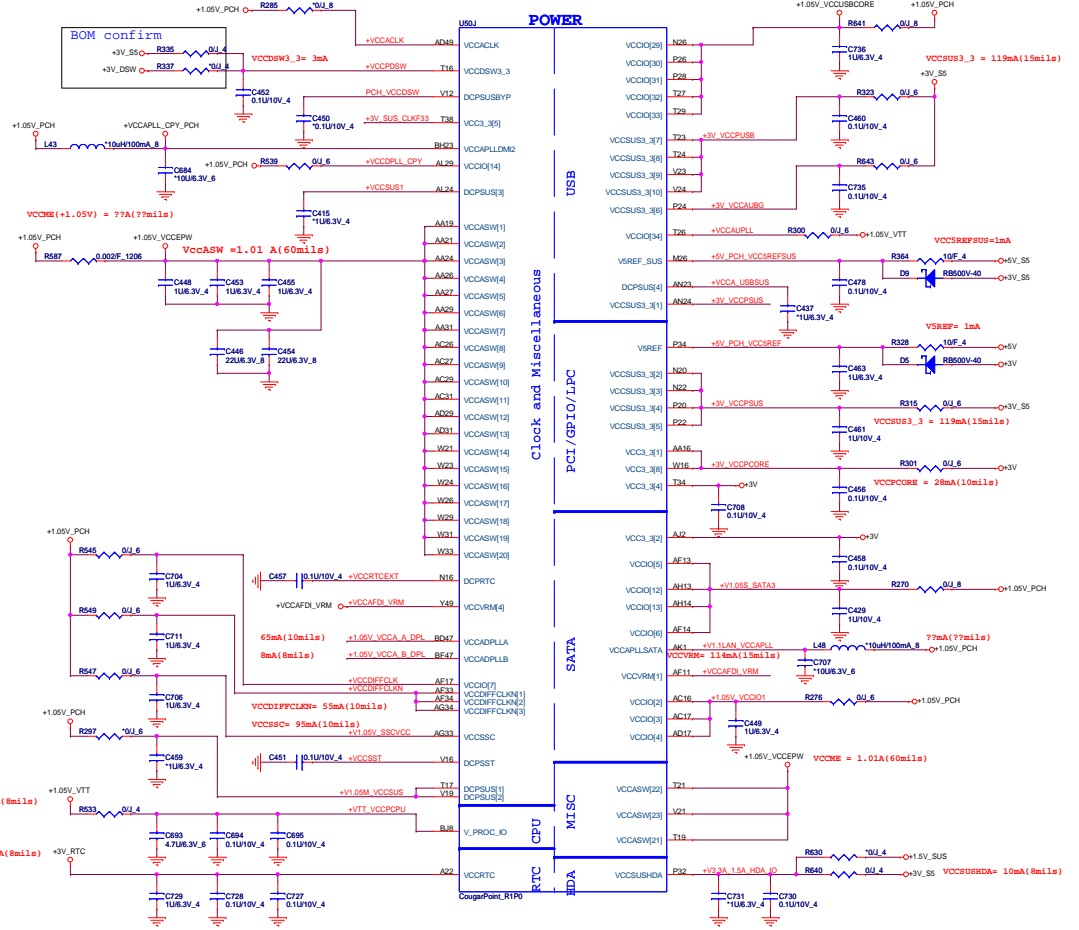 POWER
U50J
BOM confirm
+1.05V_PCH R285 *0/J_8
+VCCACLK AD49 VCCACLK
+3V_S5 R335 0/J_4
+3V_DSW R337 *0/J_4
VCCDSW3_3= 3mA
+VCCPDSW T16 VCCDSW3_3
C452
0.1U/10V_4
PCH_VCCDSW V12 DCPSUSBYP
C450
*0.1U/10V_4
+3V_SUS_CLKF33 T38 VCC3_3[5]
+1.05V_PCH +VCCAPLL_CPY_PCH
L43 *10uH/100mA_8
BH23 VCCAPLLDMI2
C684
*10U/6.3V_6
+1.05V_PCH R539 0/J_6 +VCCDPLL_CPY AL29 VCCIO[14]
+VCCSUS1 AL24 DCPSUS[3]
C415
*1U/6.3V_4
VCCME(+1.05V) = ??A(??mils)
+1.05V_PCH +1.05V_VCCEPW
VccASW =1.01 A(60mils)
R587 0.002/F_1206
C448
1U/6.3V_4
C453
1U/6.3V_4
C455
1U/6.3V_4
C446
22U/6.3V_8
C454
22U/6.3V_8
AA19 VCCASW[1]
AA21 VCCASW[2]
AA24 VCCASW[3]
AA26 VCCASW[4]
AA27 VCCASW[5]
AA29 VCCASW[6]
AA31 VCCASW[7]
AC26 VCCASW[8]
AC27 VCCASW[9]
AC29 VCCASW[10]
AC31 VCCASW[11]
AD29 VCCASW[12]
AD31 VCCASW[13]
W21 VCCASW[14]
W23 VCCASW[15]
W24 VCCASW[16]
W26 VCCASW[17]
W29 VCCASW[18]
W31 VCCASW[19]
W33 VCCASW[20]
C457 0.1U/10V_4 +VCCRTCEXT N16 DCPRTC
+VCCAFDI_VRM +VCCAFDI_VRM Y49 VCCVRM[4]
65mA(10mils) +1.05V_VCCA_A_DPL BD47 VCCADPLLA
8mA(8mils) +1.05V_VCCA_B_DPL BF47 VCCADPLLB
+1.05V_PCH
R545 0/J_6
C704
1U/6.3V_4
R549 0/J_6
C711
1U/6.3V_4
R547 0/J_6
C706
1U/6.3V_4
+VCCDIFFCLK AF17 VCCIO[7]
+VCCDIFFCLKN AF33 VCCDIFFCLKN[1]
AF34 VCCDIFFCLKN[2]
AG34 VCCDIFFCLKN[3]
VCCDIFFCLKN= 55mA(10mils)
VCCSSC= 95mA(10mils)
+V1.05V_SSCVCC AG33 VCCSSC
+1.05V_PCH
R297 *0/J_6
C459
*1U/6.3V_4
C451 0.1U/10V_4 +VCCSST V16 DCPSST
+V1.05M_VCCSUS T17 DCPSUS[1]
V19 DCPSUS[2]
+1.05V_VTT
(8mils)
R533 0/J_4
+VTT_VCCPCPU BJ8 V_PROC_IO
C693
4.7U/6.3V_6
C694
0.1U/10V_4
C695
0.1U/10V_4
A(8mils)
+3V_RTC
A22 VCCRTC
C729
1U/6.3V_4
C728
0.1U/10V_4
C727
0.1U/10V_4
CougarPoint_R1P0
Clock and Miscellaneous
USB
PCI/GPIO/LPC
SATA
MISC
CPU
RTC
HDA
+1.05V_VCCUSBCORE +1.05V_PCH
R641 0/J_8
C736
1U/6.3V_4
VCCIO[29] N26
VCCIO[30] P26
VCCIO[31] P28
VCCIO[32] T27
VCCIO[33] T29
VCCSUS3_3 = 119mA(15mils)
+3V_S5
R323 0/J_6
C460
0.1U/10V_4
VCCSUS3_3[7] T23 +3V_VCCPUSB
VCCSUS3_3[8] T24
VCCSUS3_3[9] V23
VCCSUS3_3[10] V24
VCCSUS3_3[6] P24 +3V_VCCAUBG
R643 0/J_6
C735
0.1U/10V_4
VCCIO[34] T26 +VCCAUPLL R300 0/J_6 +1.05V_VTT
VCC5REFSUS=1mA
V5REF_SUS M26 +5V_PCH_VCC5REFSUS R364 10/F_4 +5V_S5
D9 RB500V-40 +3V_S5
C478
0.1U/10V_4
DCPSUS[4] AN23 +VCCA_USBSUS
C437
*1U/6.3V_4
VCCSUS3_3[1] AN24 +3V_VCCPSUS
V5REF= 1mA
V5REF P34 +5V_PCH_VCC5REF R328 10/F_4 +5V
D5 RB500V-40 +3V
C463
1U/6.3V_4
VCCSUS3_3[2] N20
VCCSUS3_3[3] N22
VCCSUS3_3[4] P20 +3V_VCCPSUS R315 0/J_6 +3V_S5
VCCSUS3_3[5] P22
VCCSUS3_3 = 119mA(15mils)
C461
1U/10V_4
VCC3_3[1] AA16
VCC3_3[8] W16 +3V_VCCPCORE R301 0/J_6 +3V
VCCPCORE = 28mA(10mils)
C456
0.1U/10V_4
VCC3_3[4] T34 +3V
C708
0.1U/10V_4
VCC3_3[2] AJ2 +3V
C458
0.1U/10V_4
VCCIO[5] AF13
VCCIO[12] AH13 +V1.05S_SATA3 R270 0/J_8 +1.05V_PCH
VCCIO[13] AH14
C429
1U/10V_4
VCCIO[6] AF14
??mA(??mils)
VCCAPLLSATA AK1 +V1.1LAN_VCCAPLL L48 *10uH/100mA_8 +1.05V_PCH
VCCVRM= 114mA(15mils)
C707
*10U/6.3V_6
VCCVRM[1] AF11 +VCCAFDI_VRM
VCCIO[2] AC16 +1.05V_VCCIO1 R276 0/J_6 +1.05V_PCH
VCCIO[3] AC17
VCCIO[4] AD17
C449
1U/6.3V_4
+1.05V_VCCEPW VCCME = 1.01A(60mils)
VCCASW[22] T21
VCCASW[23] V21
VCCASW[21] T19
R630 *0/J_4 +1.5V_SUS
VCCSUSHDA P32 +V3.3A_1.5A_HDA_IO R640 0/J_4 +3V_S5
VCCSUSHDA= 10mA(8mils)
C731
*1U/6.3V_4
C730
0.1U/10V_4